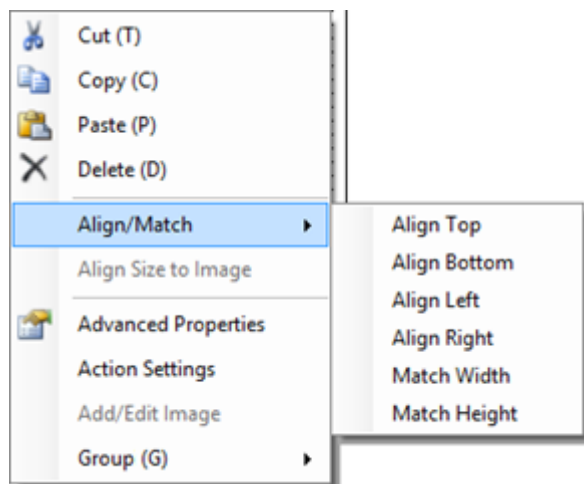 Cut (T)
Copy (C)
Paste (P)
Delete (D)
Align/Match
Align Size to Image
Advanced Properties
Action Settings
Add/Edit Image
Group (G)
Align Top
Align Bottom
Align Left
Align Right
Match Width
Match Height